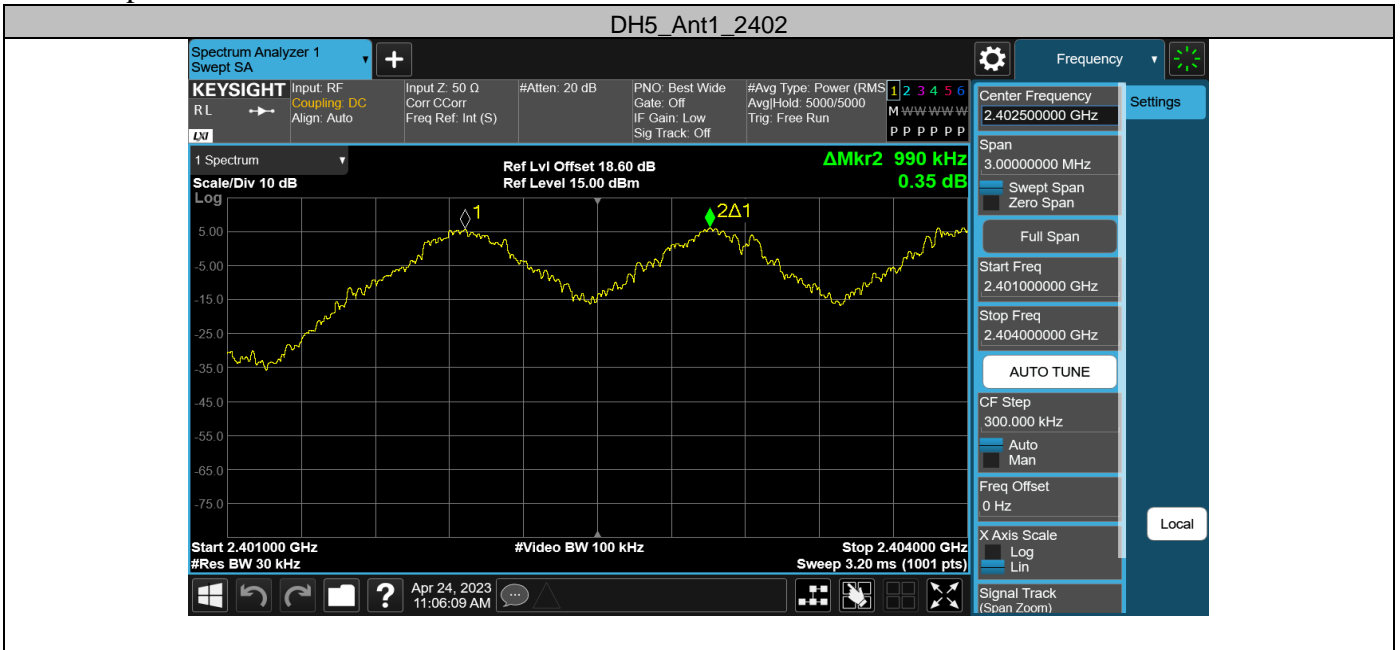 DH5_Ant1_2402
Spectrum Analyzer 1
Swept SA
+
Frequency
KEYSIGHT
RL
LXI
Input: RF
Coupling: DC
Align: Auto
Input Z: 50 Ω
Corr CCorr
Freq Ref: Int (S)
#Atten: 20 dB
PNO: Best Wide
Gate: Off
IF Gain: Low
Sig Track: Off
#Avg Type: Power (RMS
Avg|Hold: 5000/5000
Trig: Free Run
1 2 3 4 5 6
M W W W W W
P P P P P P
1 Spectrum
Scale/Div 10 dB
Log
Ref Lvl Offset 18.60 dB
Ref Level 15.00 dBm
ΔMkr2 990 kHz
0.35 dB
1
2Δ1
5.00
-5.00
-15.0
-25.0
-35.0
-45.0
-55.0
-65.0
-75.0
Start 2.401000 GHz
#Res BW 30 kHz
#Video BW 100 kHz
Stop 2.404000 GHz
Sweep 3.20 ms (1001 pts)
Center Frequency
2.402500000 GHz
Settings
Span
3.00000000 MHz
Swept Span
Zero Span
Full Span
Start Freq
2.401000000 GHz
Stop Freq
2.404000000 GHz
AUTO TUNE
CF Step
300.000 kHz
Auto
Man
Freq Offset
0 Hz
X Axis Scale
Log
Lin
Local
Signal Track
(Span Zoom)
?
Apr 24, 2023
11:06:09 AM